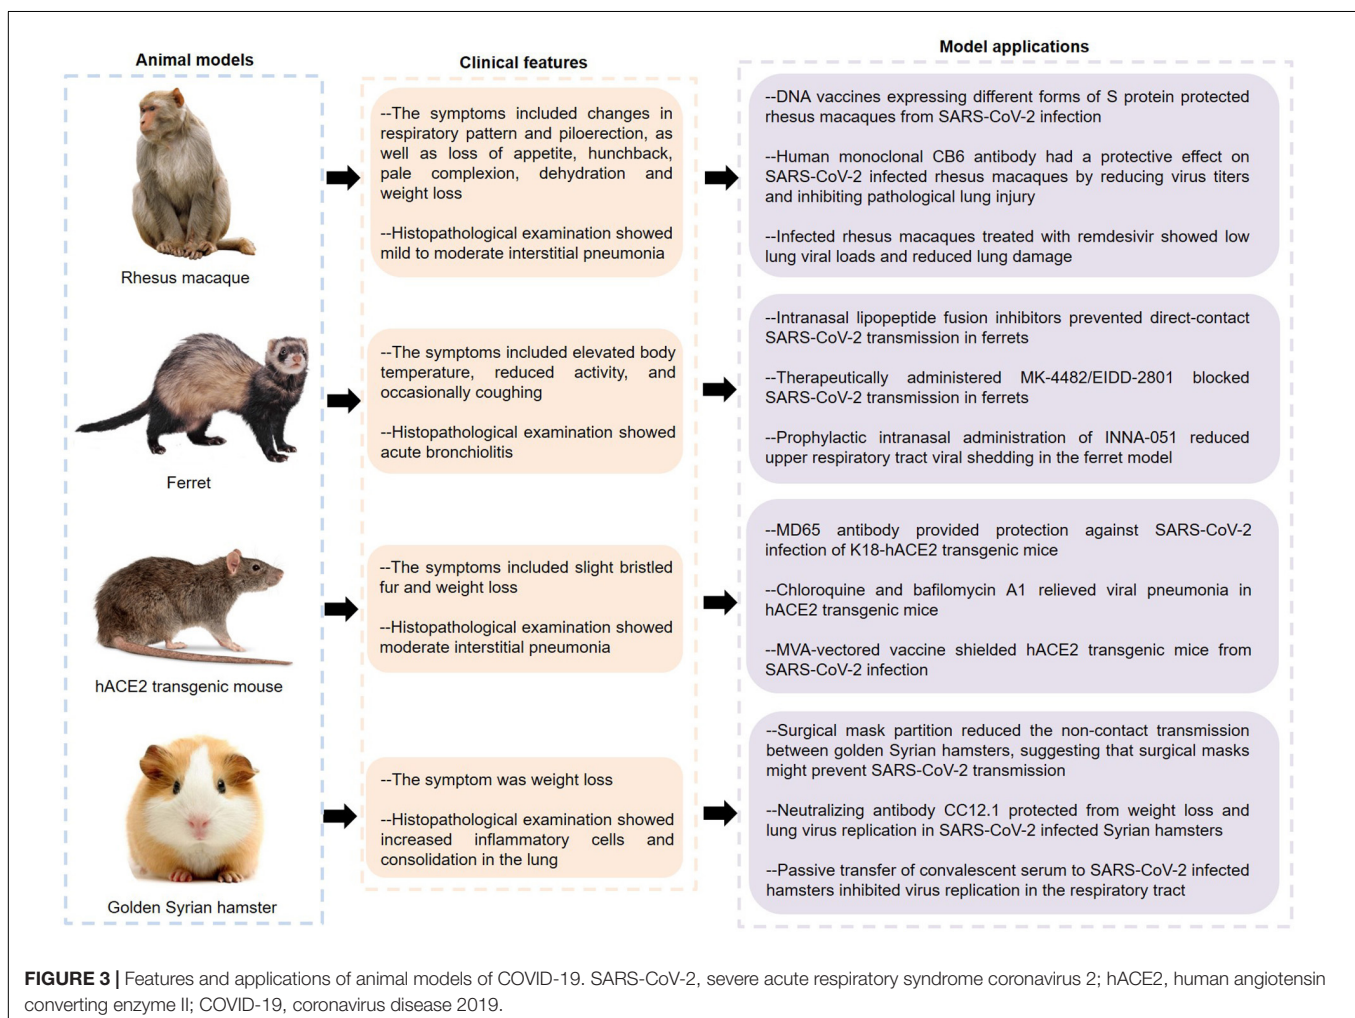 Animal models
Clinical features
Model applications
--The symptoms included changes in
respiratory pattern and piloerection, as
well as loss of appetite, hunchback,
pale complexion, dehydration and
weight loss
--Histopathological examination showed
mild to moderate interstitial pneumonia
--DNA vaccines expressing different forms of S protein protected
rhesus macaques from SARS-CoV-2 infection
--Human monoclonal CB6 antibody had a protective effect on
SARS-CoV-2 infected rhesus macaques by reducing virus titers
and inhibiting pathological lung injury
--Infected rhesus macaques treated with remdesivir showed low
lung viral loads and reduced lung damage
Rhesus macaque
--The symptoms included elevated body
temperature, reduced activity, and
occasionally coughing
--Histopathological examination showed
acute bronchiolitis
--Intranasal lipopeptide fusion inhibitors prevented direct-contact
SARS-CoV-2 transmission in ferrets
--Therapeutically administered MK-4482/EIDD-2801 blocked
SARS-CoV-2 transmission in ferrets
--Prophylactic intranasal administration of INNA-051 reduced
upper respiratory tract viral shedding in the ferret model
Ferret
--The symptoms included slight bristled
fur and weight loss
--Histopathological examination showed
moderate interstitial pneumonia
--MD65 antibody provided protection against SARS-CoV-2
infection of K18-hACE2 transgenic mice
--Chloroquine and bafilomycin A1 relieved viral pneumonia in
hACE2 transgenic mice
--MVA-vectored vaccine shielded hACE2 transgenic mice from
SARS-CoV-2 infection
hACE2 transgenic mouse
--The symptom was weight loss
--Histopathological examination showed
increased inflammatory cells and
consolidation in the lung
--Surgical mask partition reduced the non-contact transmission
between golden Syrian hamsters, suggesting that surgical masks
might prevent SARS-CoV-2 transmission
--Neutralizing antibody CC12.1 protected from weight loss and
lung virus replication in SARS-CoV-2 infected Syrian hamsters
--Passive transfer of convalescent serum to SARS-CoV-2 infected
hamsters inhibited virus replication in the respiratory tract
Golden Syrian hamster
FIGURE 3 | Features and applications of animal models of COVID-19. SARS-CoV-2, severe acute respiratory syndrome coronavirus 2; hACE2, human angiotensin
converting enzyme II; COVID-19, coronavirus disease 2019.